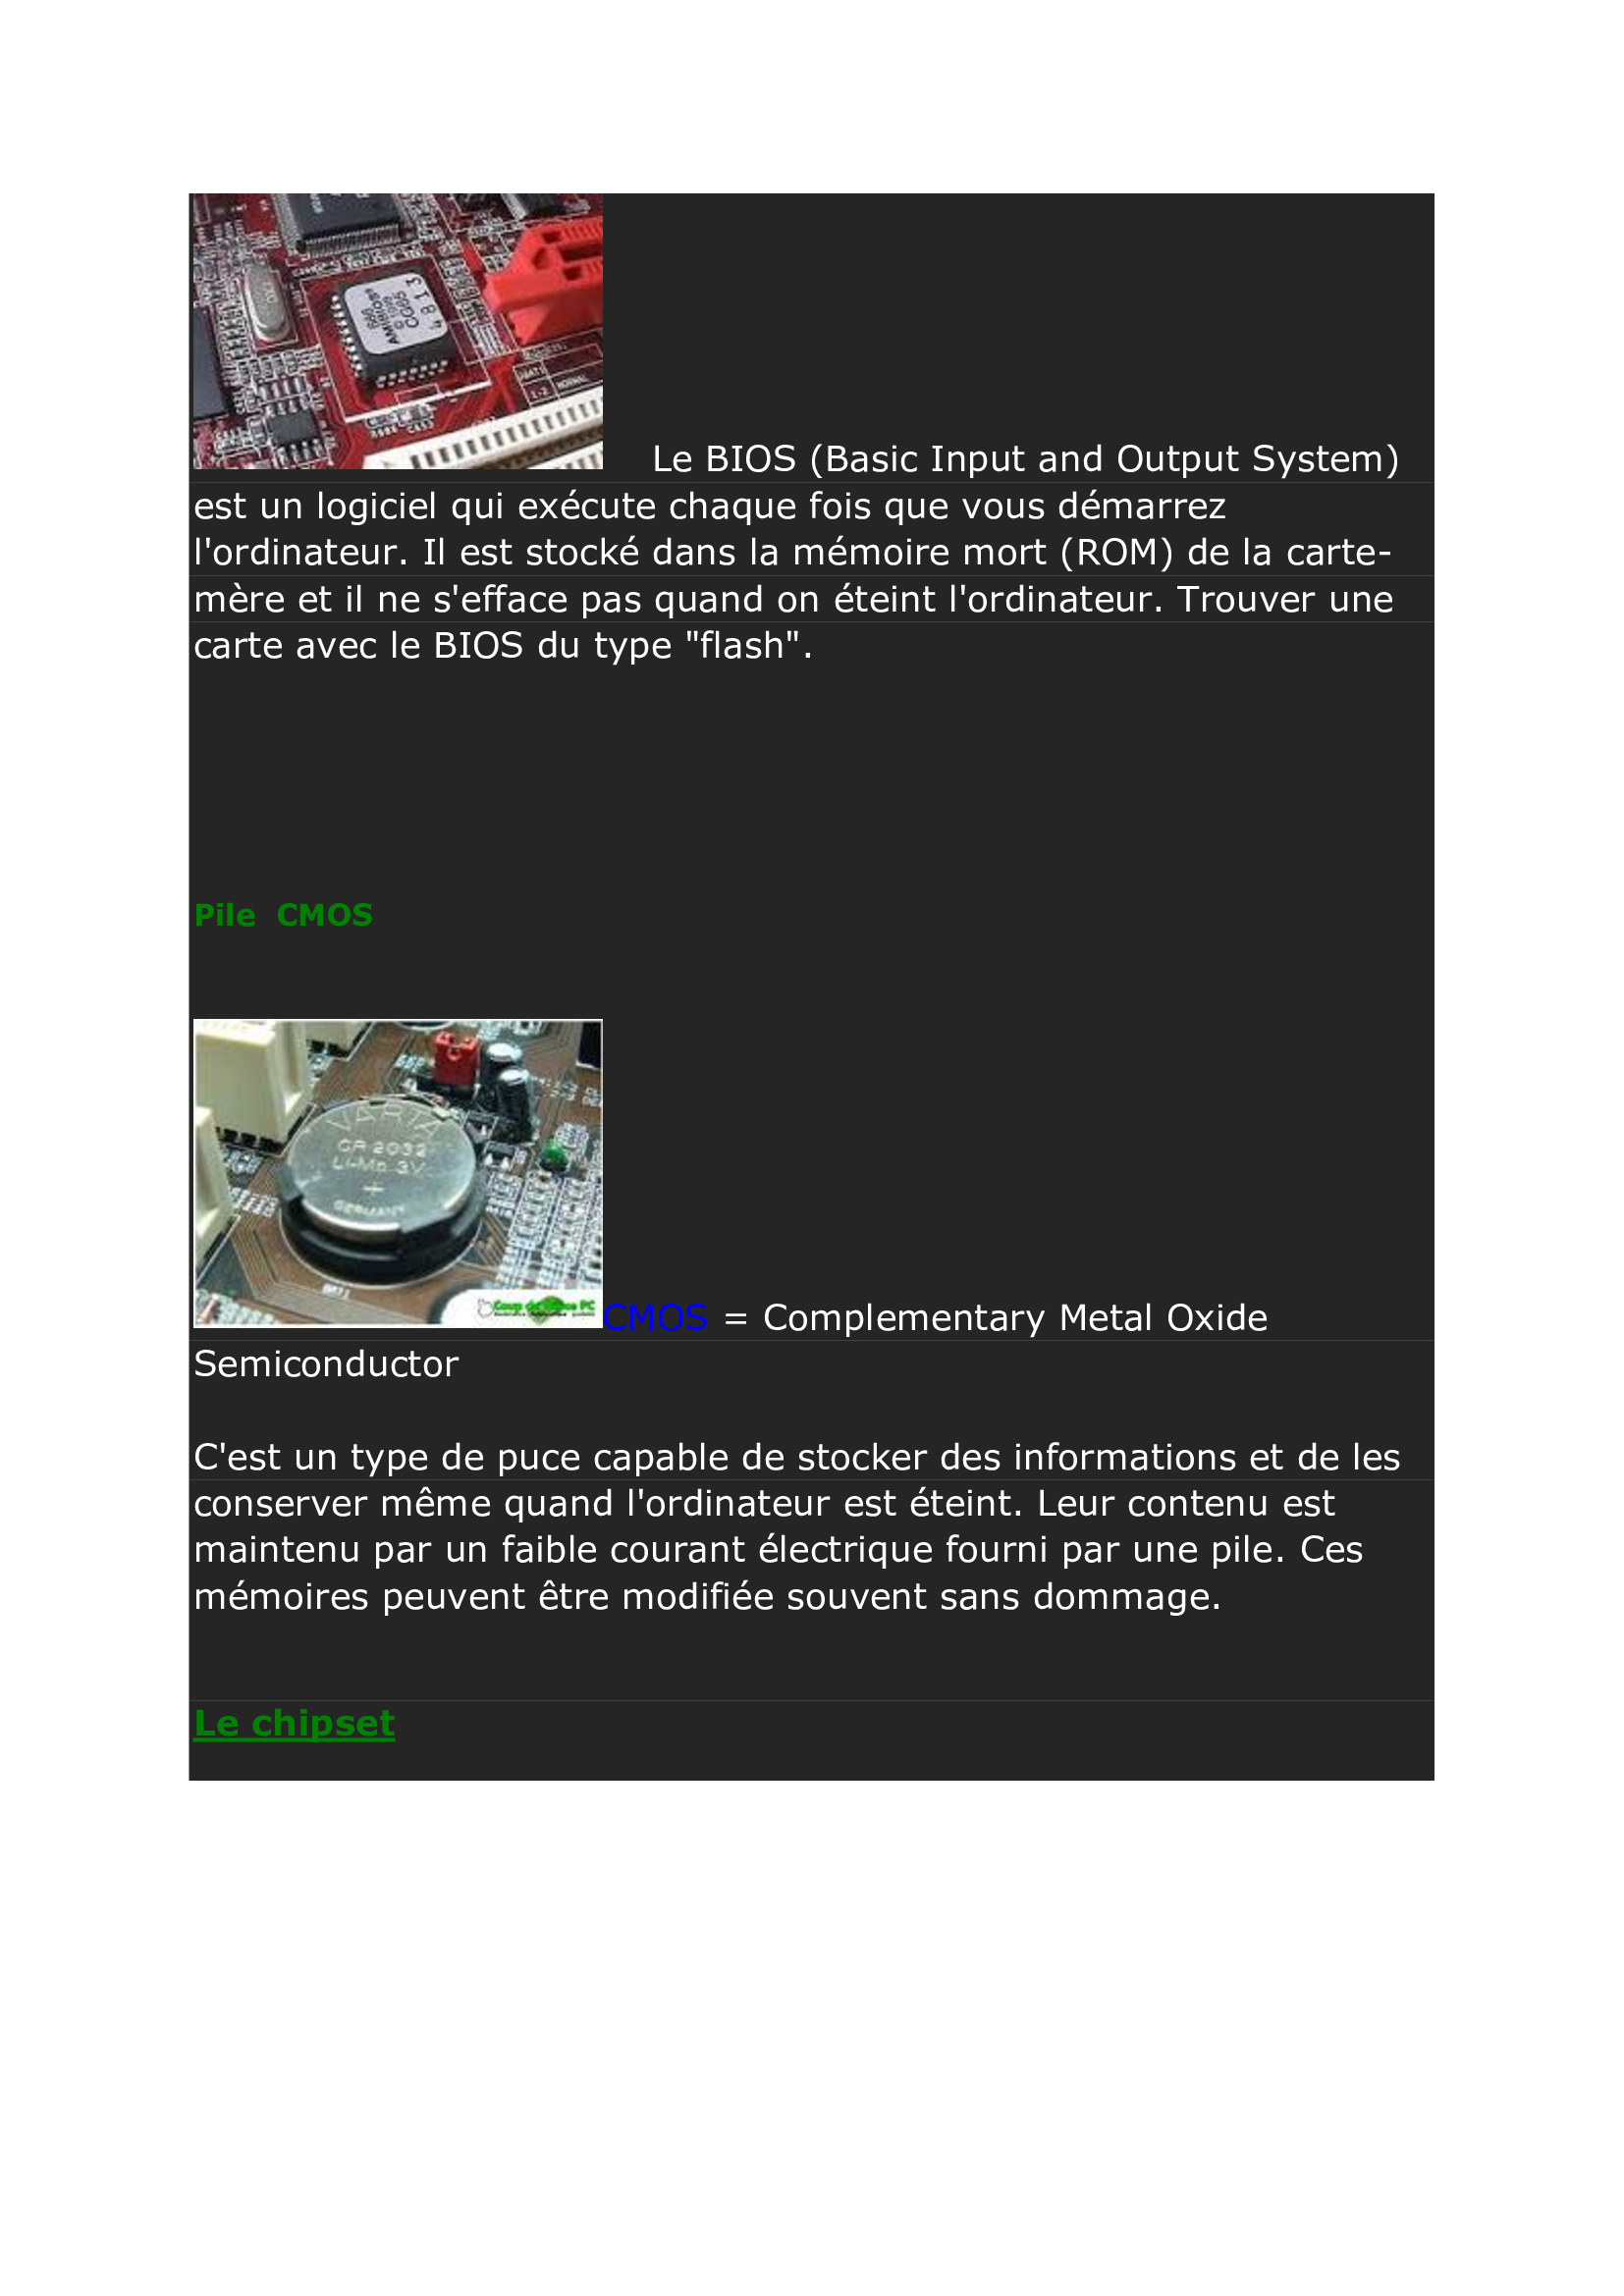 AMIBIOS
CG65
4813
Le BIOS (Basic Input and Output System)
est un logiciel qui exécute chaque fois que vous démarrez
l'ordinateur. Il est stocké dans la mémoire mort (ROM) de la carte-
mère et il ne s'efface pas quand on éteint l'ordinateur. Trouver une
carte avec le BIOS du type "flash".
Pile CMOS
VARTA
CR 2032
Li-Mn 3V
+
GERMANY
CMOS = Complementary Metal Oxide
Semiconductor
C'est un type de puce capable de stocker des informations et de les
conserver même quand l'ordinateur est éteint. Leur contenu est
maintenu par un faible courant électrique fourni par une pile. Ces
mémoires peuvent être modifiée souvent sans dommage.
Le chipset